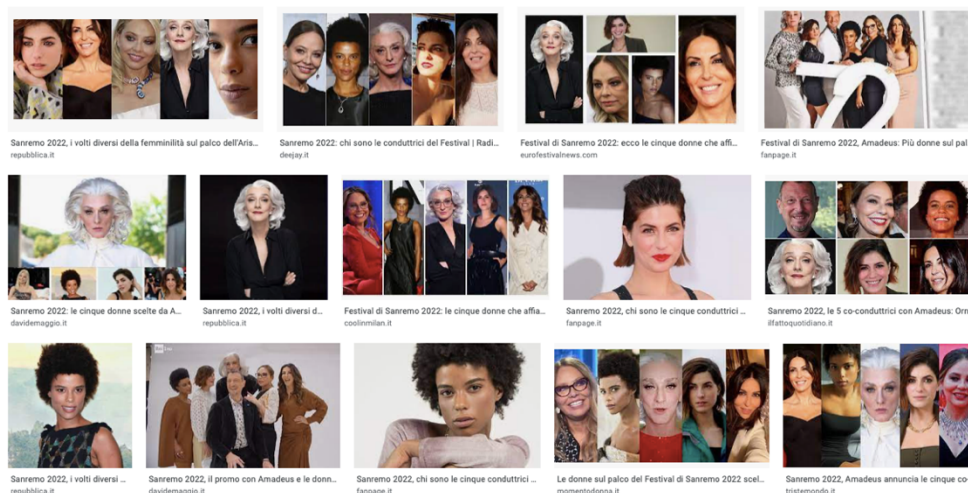 Sanremo 2022, i volti diversi della femminilità sul palco dell'Aris...
repubblica.it
Sanremo 2022: chi sono le conduttrici del Festival | Radi...
deejay.it
Festival di Sanremo 2022: ecco le cinque donne che affi...
eurofestivalnews.com
Festival di Sanremo 2022, Amadeus: Più donne sul pal
fanpage.it
Sanremo 2022: le cinque donne scelte da A...
davidemaggio.it
Sanremo 2022, i volti diversi d...
repubblica.it
Festival di Sanremo 2022: le cinque donne che affia...
coolinmilan.it
Sanremo 2022, chi sono le cinque conduttrici ...
fanpage.it
Sanremo 2022, le 5 co-conduttrici con Amadeus: Orn
ilfattoquotidiano.it
Sanremo 2022, i volti diversi ...
repubblica.it
Sanremo 2022, il promo con Amadeus e le donn...
davidemaggio.it
Sanremo 2022, chi sono le cinque conduttrici ...
fanpage.it
Le donne sul palco del Festival di Sanremo 2022 scel...
momentodonna.it
Sanremo 2022, Amadeus annuncia le cinque co
tristemondo.it